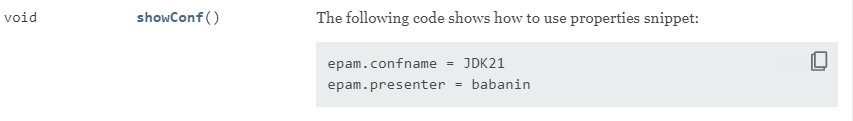 void showConf() The following code shows how to use properties snippet:
epam.confname = JDK21
epam.presenter = babanin